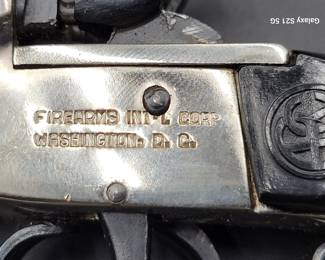 Galaxy S21 5G
FIREARMS INT'L CORP
WASHINGTON, D. C.